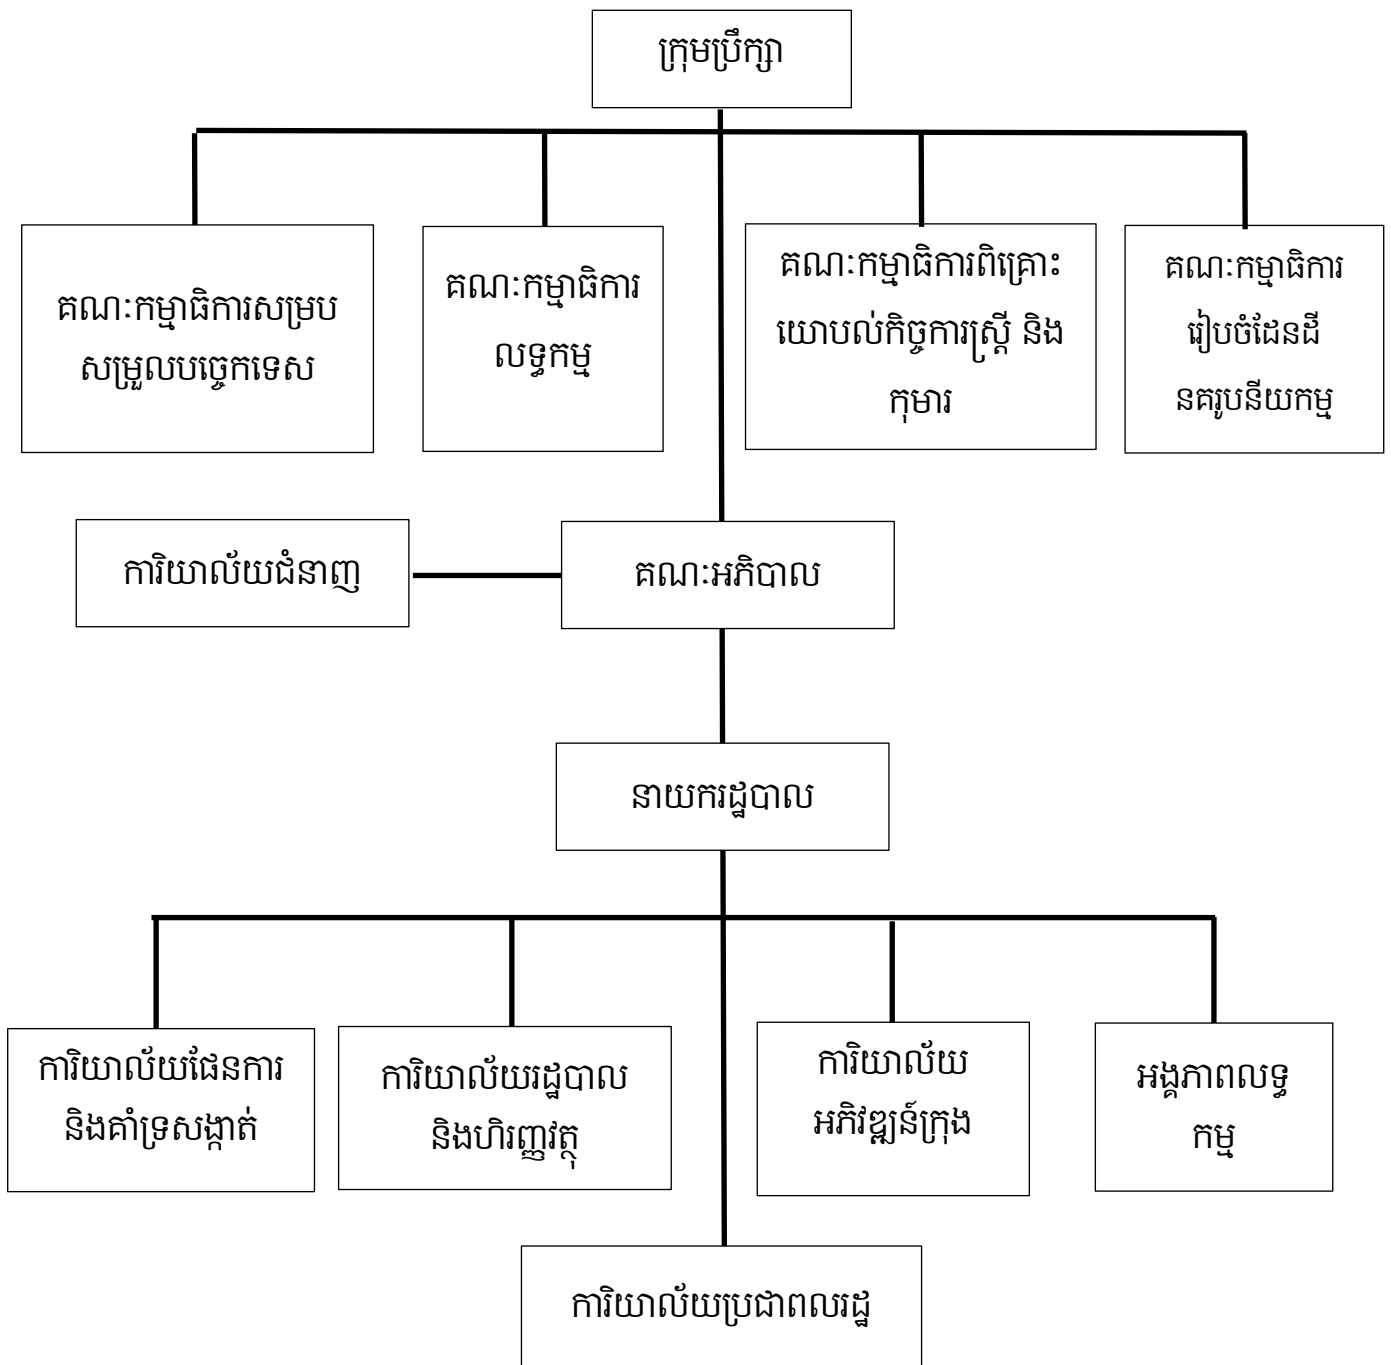 ក្រុមប្រឹក្សា
គណៈកម្មាធិការសម្រប
សម្រួលបច្ចេកទេស
គណៈកម្មាធិការ
លទ្ធកម្ម
គណៈកម្មាធិការពិគ្រោះ
យោបល់កិច្ចការស្ត្រី និង
កុមារ
គណៈកម្មាធិការ
រៀបចំដែនដី
នគរូបនីយកម្ម
ការិយាល័យជំនាញ
គណៈអភិបាល
នាយករដ្ឋបាល
ការិយាល័យផែនការ
និងគាំទ្រសង្កាត់
ការិយាល័យរដ្ឋបាល
និងហិរញ្ញវត្ថុ
ការិយាល័យ
អភិវឌ្ឍន៍ក្រុង
អង្គភាពលទ្ធ
កម្ម
ការិយាល័យប្រជាពលរដ្ឋ